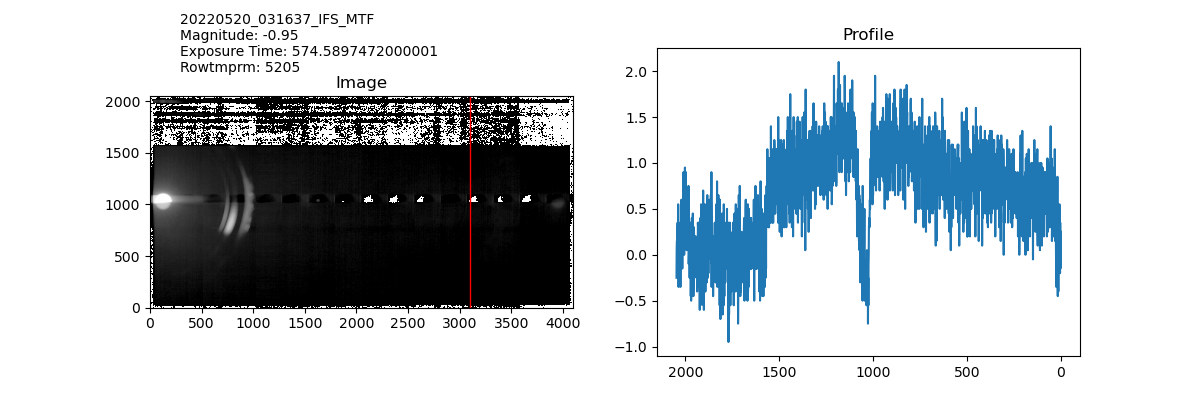 20220520_031637_IFS_MTF
Magnitude: -0.95
Exposure Time: 574.5897472000001
Rowtmprm: 5205
Image
2000
1500
1000
500
0
0 500 1000 1500 2000 2500 3000 3500 4000
Profile
2.0
1.5
1.0
0.5
0.0
−0.5
−1.0
2000 1500 1000 500 0